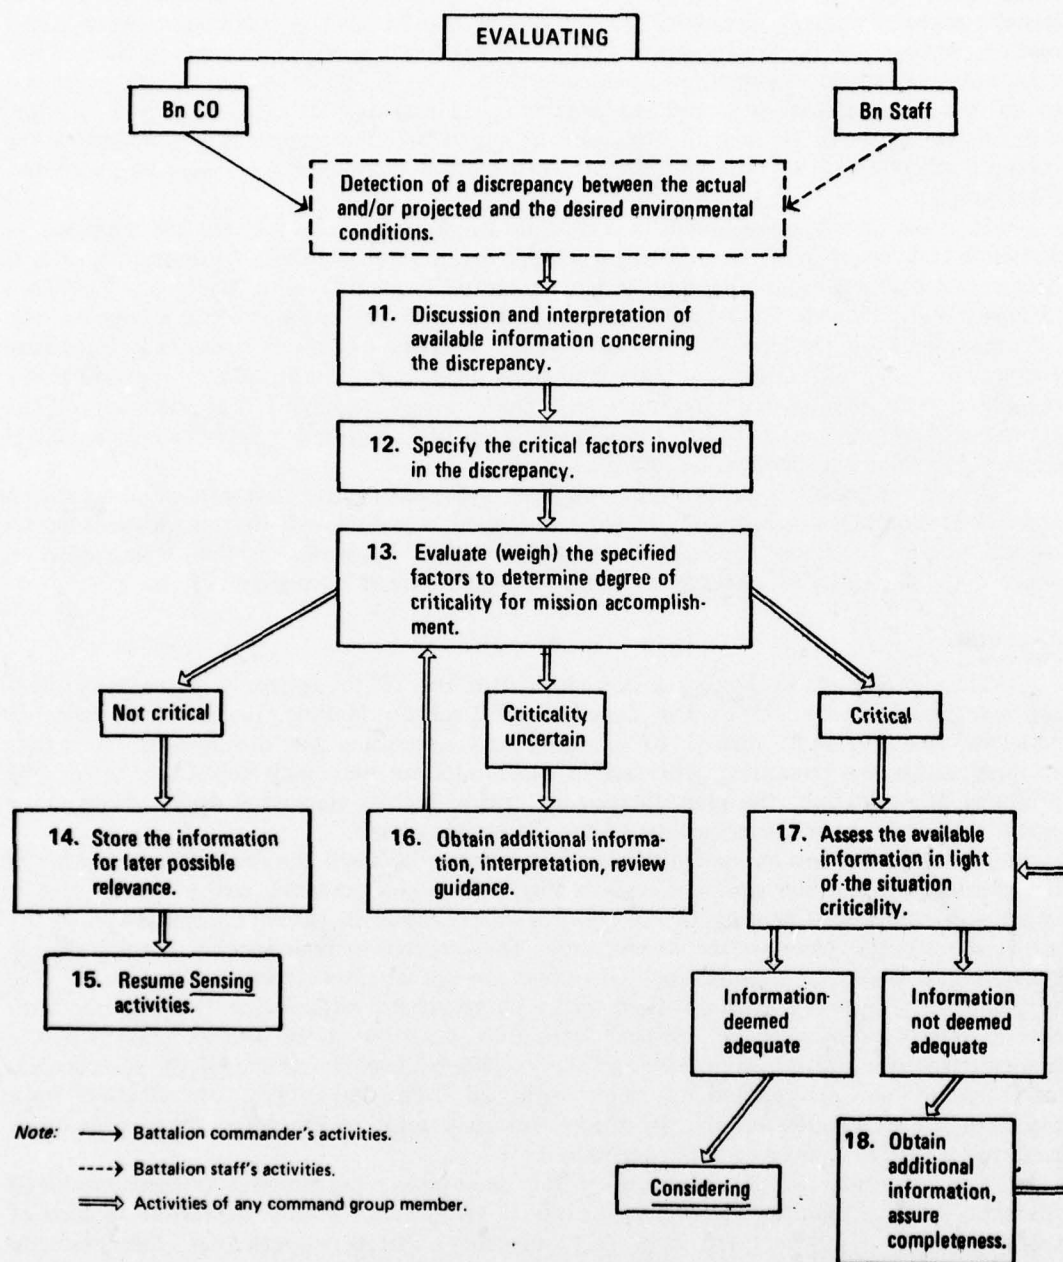 EVALUATING
Bn CO
Bn Staff
Detection of a discrepancy between the actual
and/or projected and the desired environmental
conditions.
11. Discussion and interpretation of
available information concerning
the discrepancy.
12. Specify the critical factors involved
in the discrepancy.
13. Evaluate (weigh) the specified
factors to determine degree of
criticality for mission accomplish-
ment.
Not critical
Criticality
uncertain
Critical
14. Store the information
for later possible
relevance.
16. Obtain additional informa-
tion, interpretation, review
guidance.
17. Assess the available
information in light
of the situation
criticality.
15. Resume Sensing
activities.
Information
deemed
adequate
Information
not deemed
adequate
Note:
Battalion commander's activities.
Battalion staff's activities.
Activities of any command group member.
Considering
18. Obtain
additional
information,
assure
completeness.